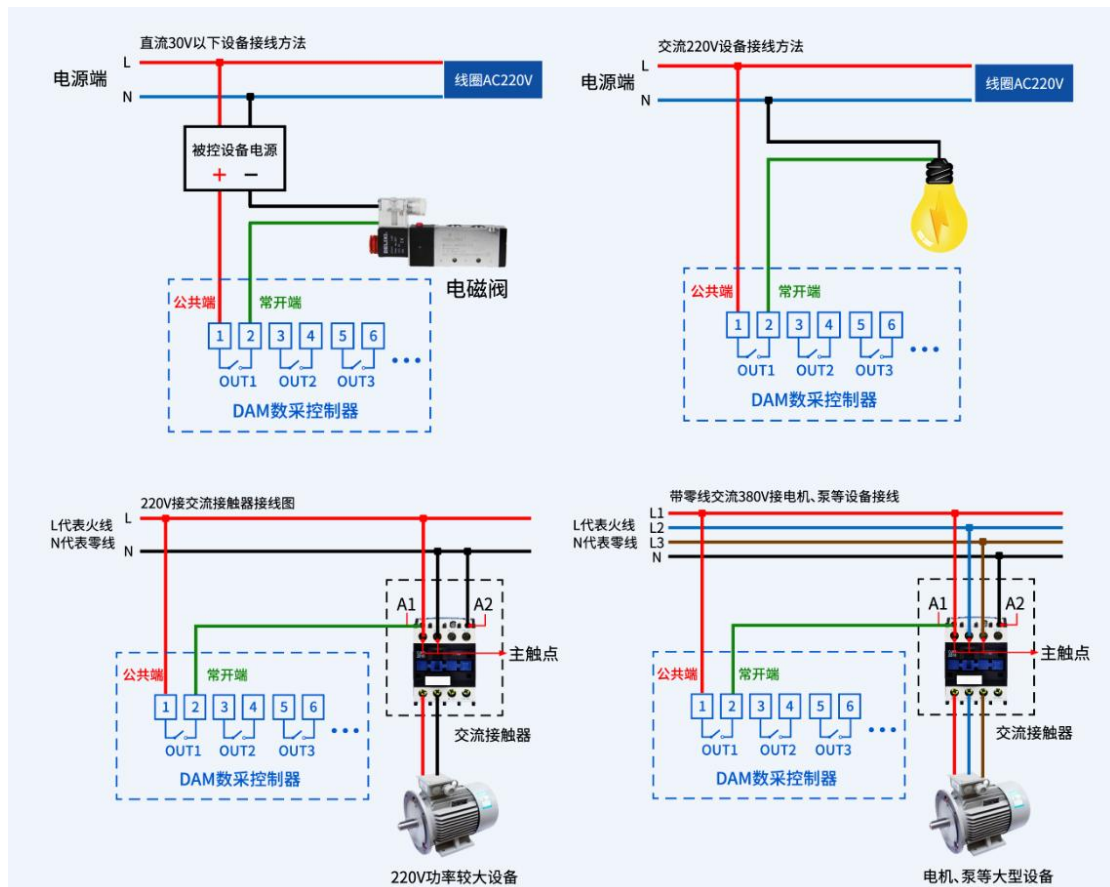 直流30V以下设备接线方法
L
电源端
N
线圈AC220V
被控设备电源
+ −
电磁阀
公共端
常开端
1 2 3 4 5 6
OUT1 OUT2 OUT3
DAM数采控制器
交流220V设备接线方法
L
电源端
N
线圈AC220V
公共端
常开端
1 2 3 4 5 6
OUT1 OUT2 OUT3
DAM数采控制器
220V接交流接触器接线图
L代表火线 L
N代表零线 N
A1 A2
主触点
公共端
常开端
1 2 3 4 5 6
OUT1 OUT2 OUT3
DAM数采控制器
交流接触器
220V功率较大设备
带零线交流380V接电机、泵等设备接线
L1
L代表火线 L2
N代表零线 L3
N
A1 A2
主触点
公共端
常开端
1 2 3 4 5 6
OUT1 OUT2 OUT3
DAM数采控制器
交流接触器
电机、泵等大型设备